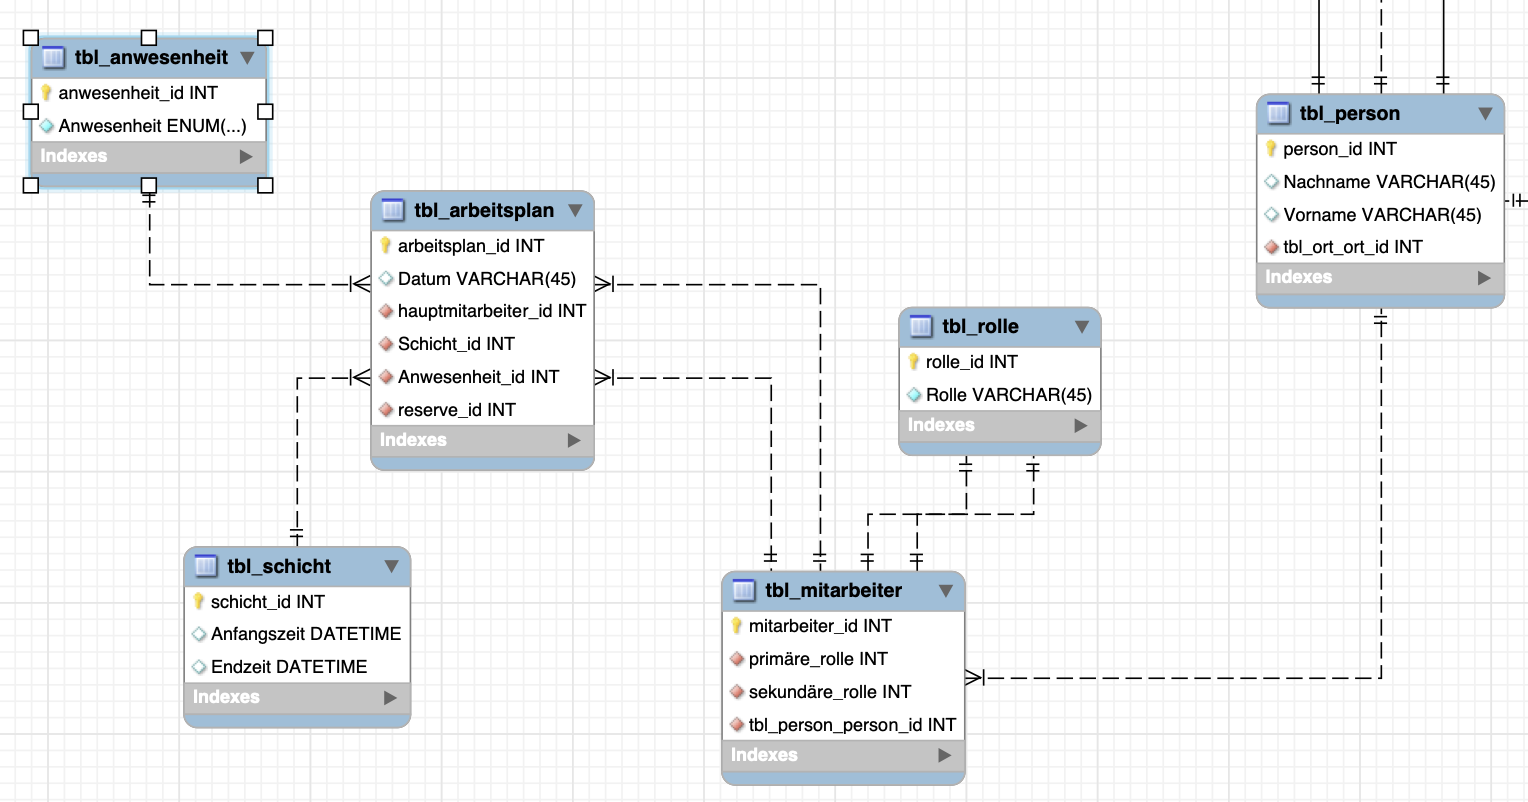 tbl_anwesenheit
anwesenheit_id INT
Anwesenheit ENUM(...)
Indexes
tbl_arbeitsplan
arbeitsplan_id INT
Datum VARCHAR(45)
hauptmitarbeiter_id INT
Schicht_id INT
Anwesenheit_id INT
reserve_id INT
Indexes
tbl_person
person_id INT
Nachname VARCHAR(45)
Vorname VARCHAR(45)
tbl_ort_ort_id INT
Indexes
tbl_rolle
rolle_id INT
Rolle VARCHAR(45)
Indexes
tbl_schicht
schicht_id INT
Anfangszeit DATETIME
Endzeit DATETIME
Indexes
tbl_mitarbeiter
mitarbeiter_id INT
primäre_rolle INT
sekundäre_rolle INT
tbl_person_person_id INT
Indexes